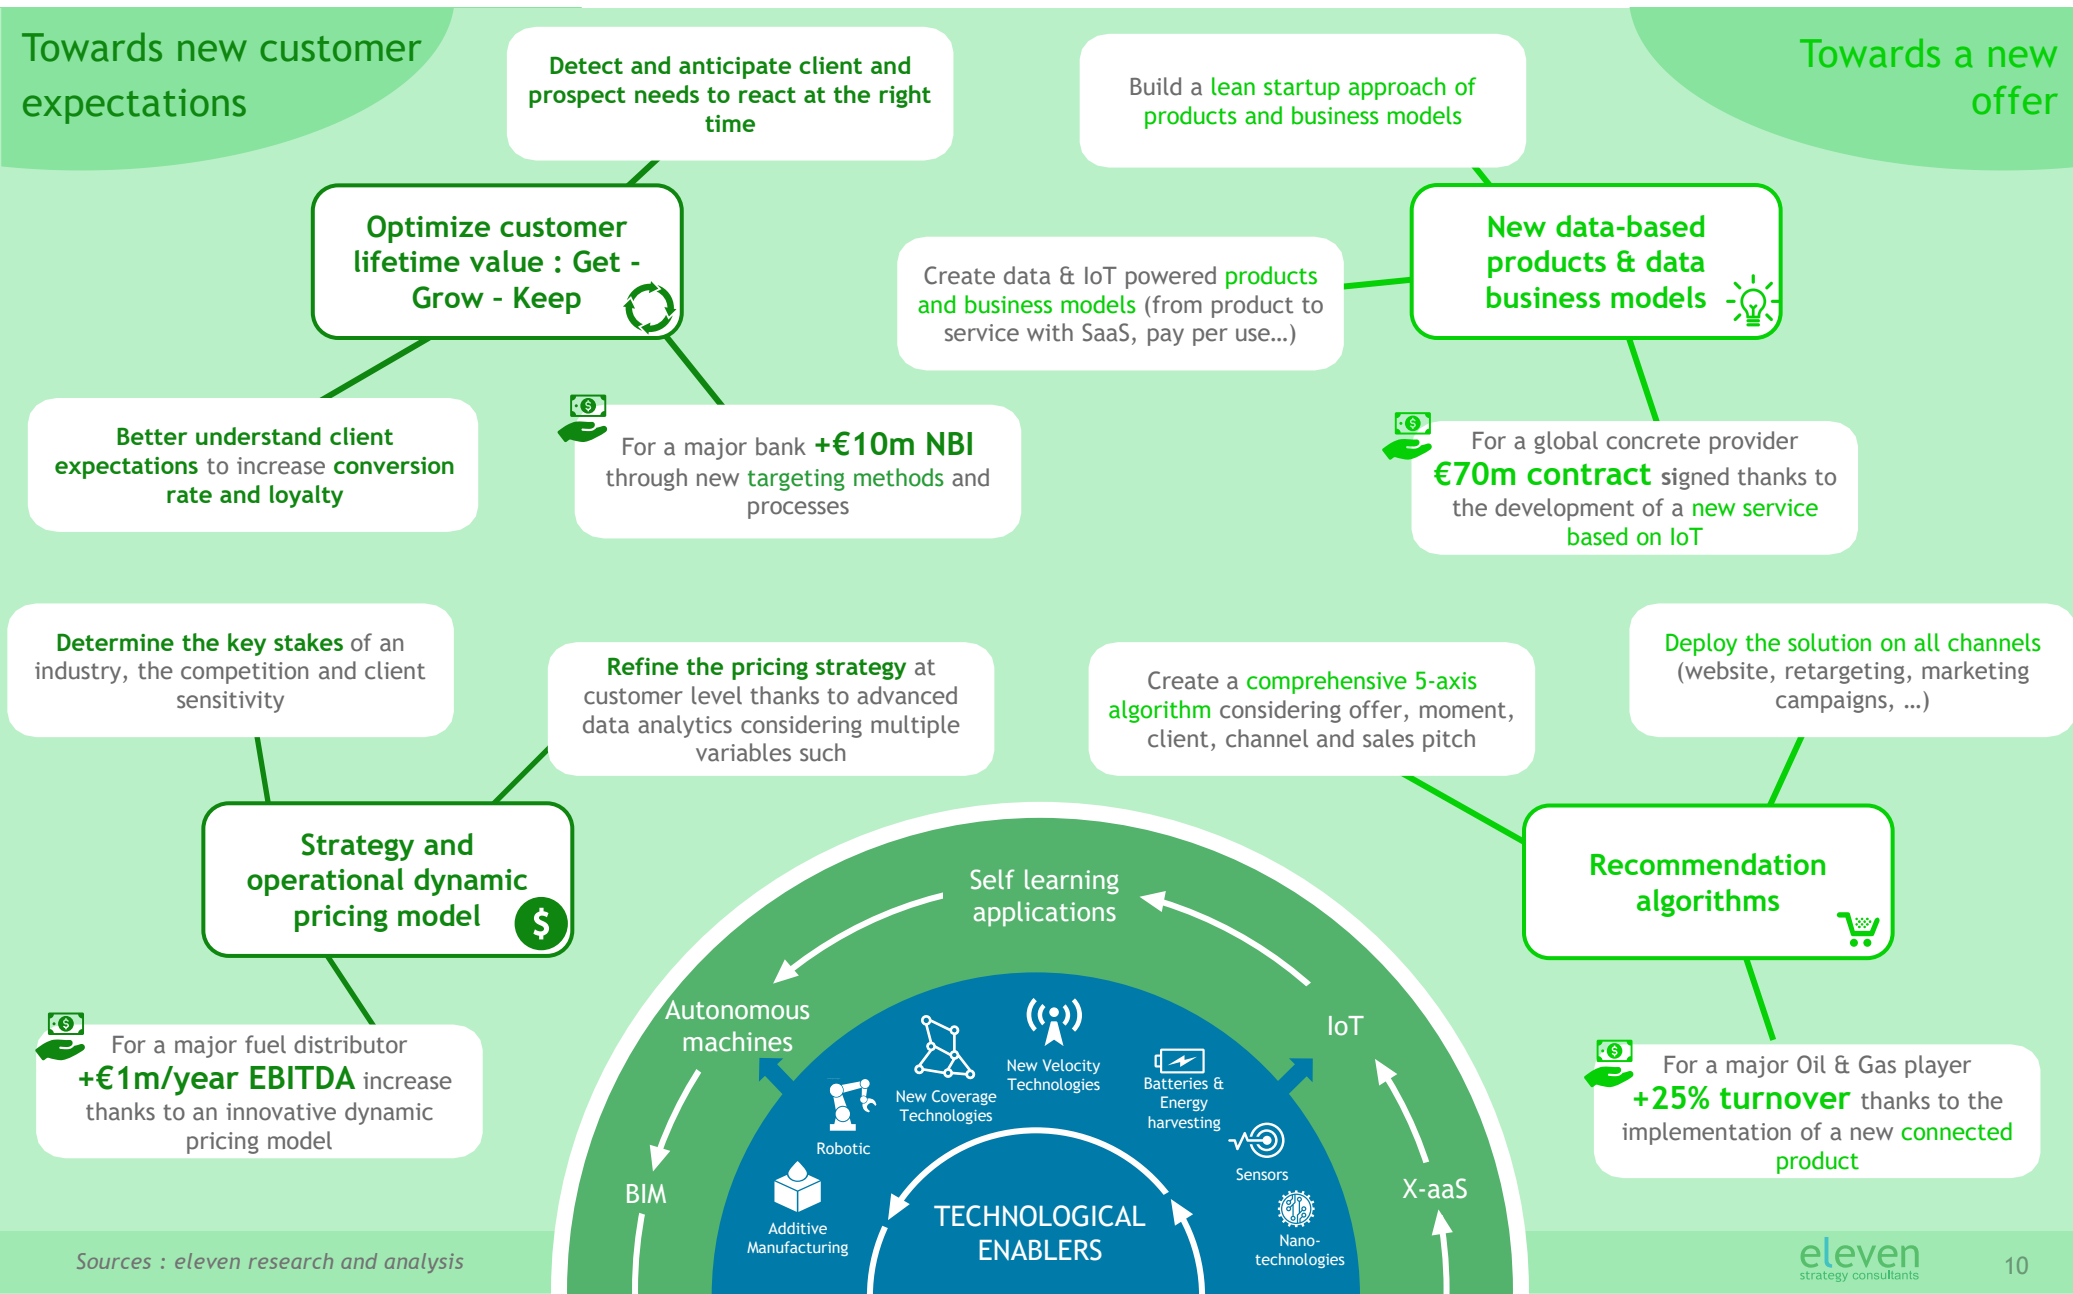 Towards new customer
expectations
Detect and anticipate client and
prospect needs to react at the right
time
Build a lean startup approach of
products and business models
Towards a new
offer
Optimize customer
lifetime value : Get -
Grow – Keep
New data-based
products & data
business models
Create data & IoT powered products
and business models (from product to
service with SaaS, pay per use…)
Better understand client
expectations to increase conversion
rate and loyalty
For a major bank +€10m NBI
through new targeting methods and
processes
For a global concrete provider
€70m contract signed thanks to
the development of a new service
based on IoT
Determine the key stakes of an
industry, the competition and client
sensitivity
Refine the pricing strategy at
customer level thanks to advanced
data analytics considering multiple
variables such
Create a comprehensive 5-axis
algorithm considering offer, moment,
client, channel and sales pitch
Deploy the solution on all channels
(website, retargeting, marketing
campaigns, …)
Strategy and
operational dynamic
pricing model
$
Recommendation
algorithms
For a major fuel distributor
+€1m/year EBITDA increase
thanks to an innovative dynamic
pricing model
For a major Oil & Gas player
+25% turnover thanks to the
implementation of a new connected
product
Self learning
applications
Autonomous
machines
IoT
BIM
X-aaS
New Velocity
Technologies
New Coverage
Technologies
Batteries &
Energy
harvesting
Robotic
Sensors
Additive
Manufacturing
Nano-
technologies
TECHNOLOGICAL
ENABLERS
Sources : eleven research and analysis
eleven
strategy consultants
10